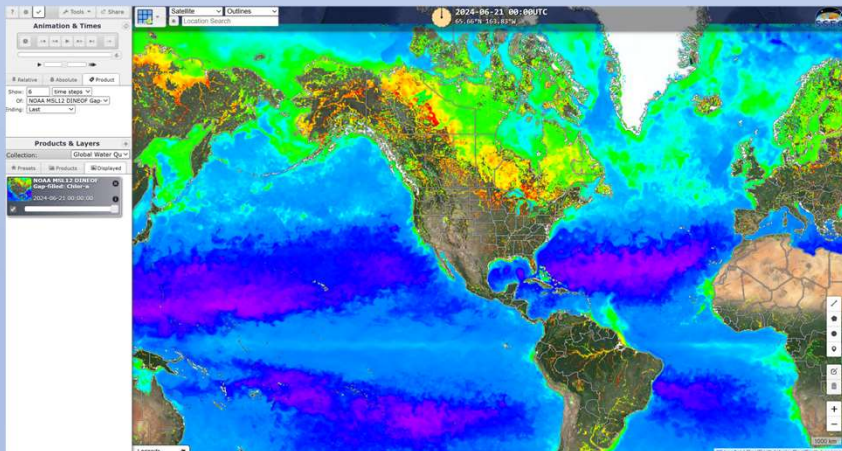 ?
Tools
Share
Satellite
Outlines
Location Search
2024-06-21 00:00UTC
65.66°N 163.83°W
Animation & Times
Relative
Absolute
Product
Show:
6
time steps
Of:
NOAA MSL12 DINEOF Gap-
Ending:
Last
Products & Layers
Collection:
Global Water Qu
Presets
Products
Displayed
NOAA MSL12 DINEOF
Gap-filled: Chlor-a
2024-06-21 00:00:00
1000 km